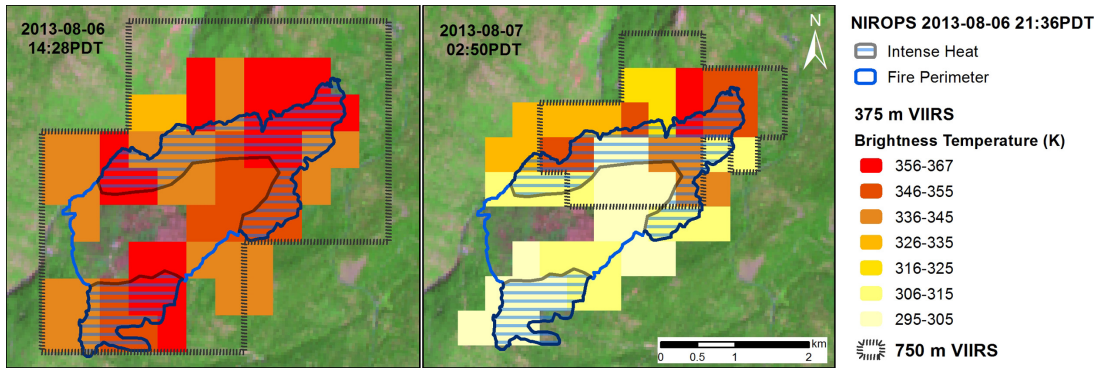 2013-08-06
14:28PDT
2013-08-07
02:50PDT
N
km
0 0.5 1 2
NIROPS 2013-08-06 21:36PDT
Intense Heat
Fire Perimeter
375 m VIIRS
Brightness Temperature (K)
356-367
346-355
336-345
326-335
316-325
306-315
295-305
750 m VIIRS